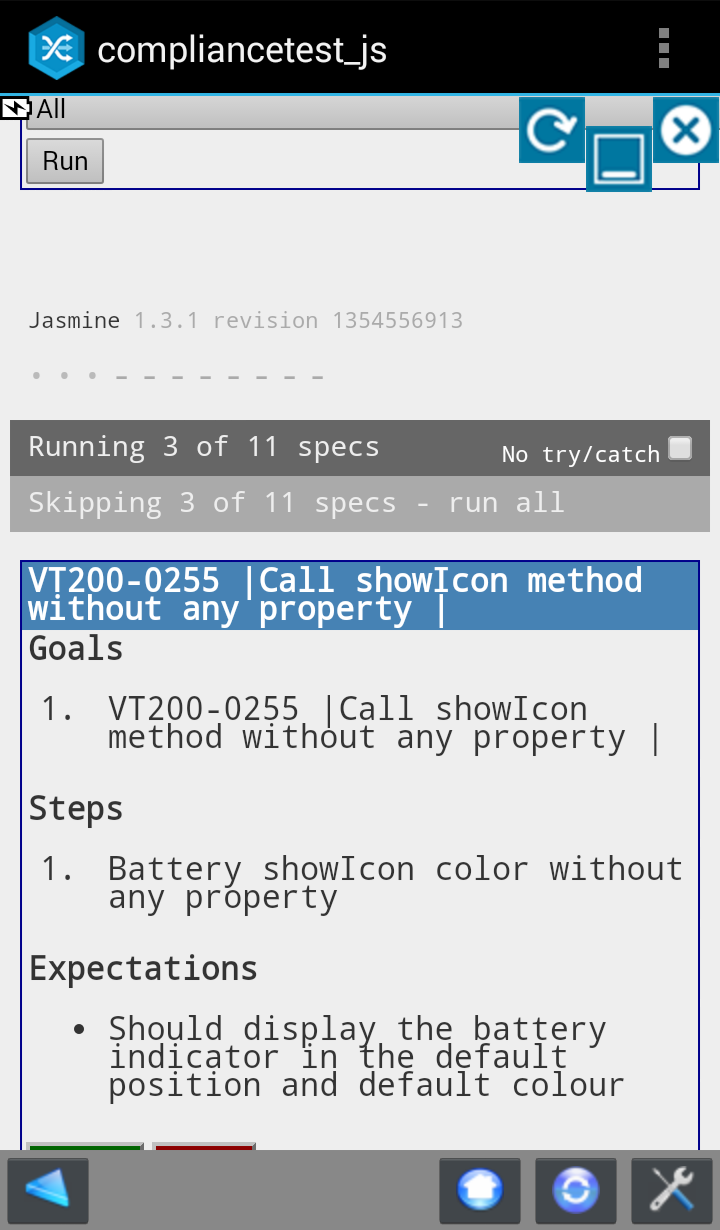 compliancetest_js
All
Run
Jasmine 1.3.1 revision 1354556913
Running 3 of 11 specs
No try/catch
Skipping 3 of 11 specs - run all
VT200-0255 |Call showIcon method
without any property |
Goals
1. VT200-0255 |Call showIcon
method without any property |
Steps
1. Battery showIcon color without
any property
Expectations
• Should display the battery
indicator in the default
position and default colour